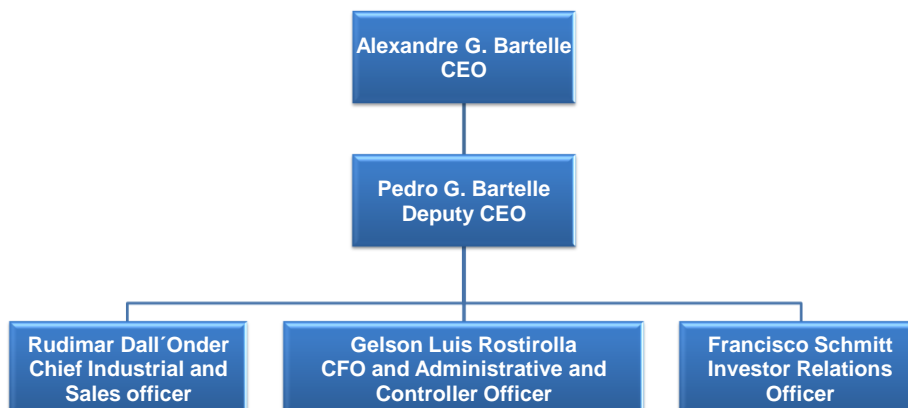 Alexandre G. Bartelle
CEO
Pedro G. Bartelle
Deputy CEO
Rudimar Dall´Onder
Chief Industrial and
Sales officer
Gelson Luis Rostirolla
CFO and Administrative and
Controller Officer
Francisco Schmitt
Investor Relations
Officer